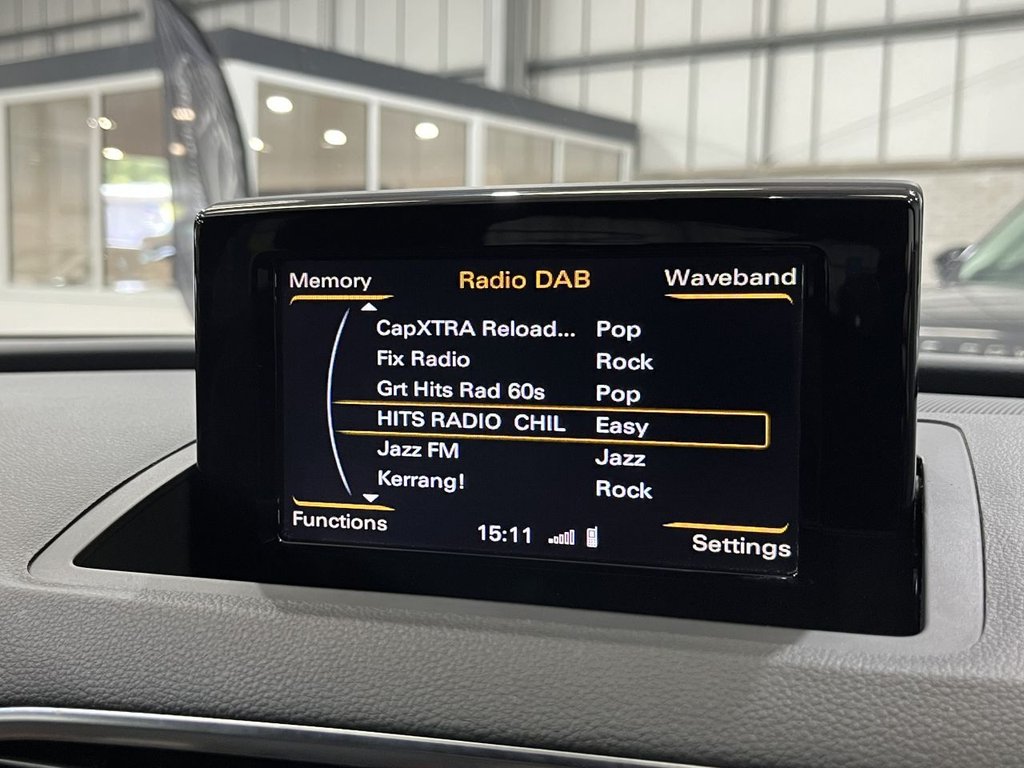 Memory Radio DAB Waveband
CapXTRA Reload... Pop
Fix Radio Rock
Grt Hits Rad 60s Pop
HITS RADIO CHIL Easy
Jazz FM Jazz
Kerrang! Rock
Functions 15:11 Settings